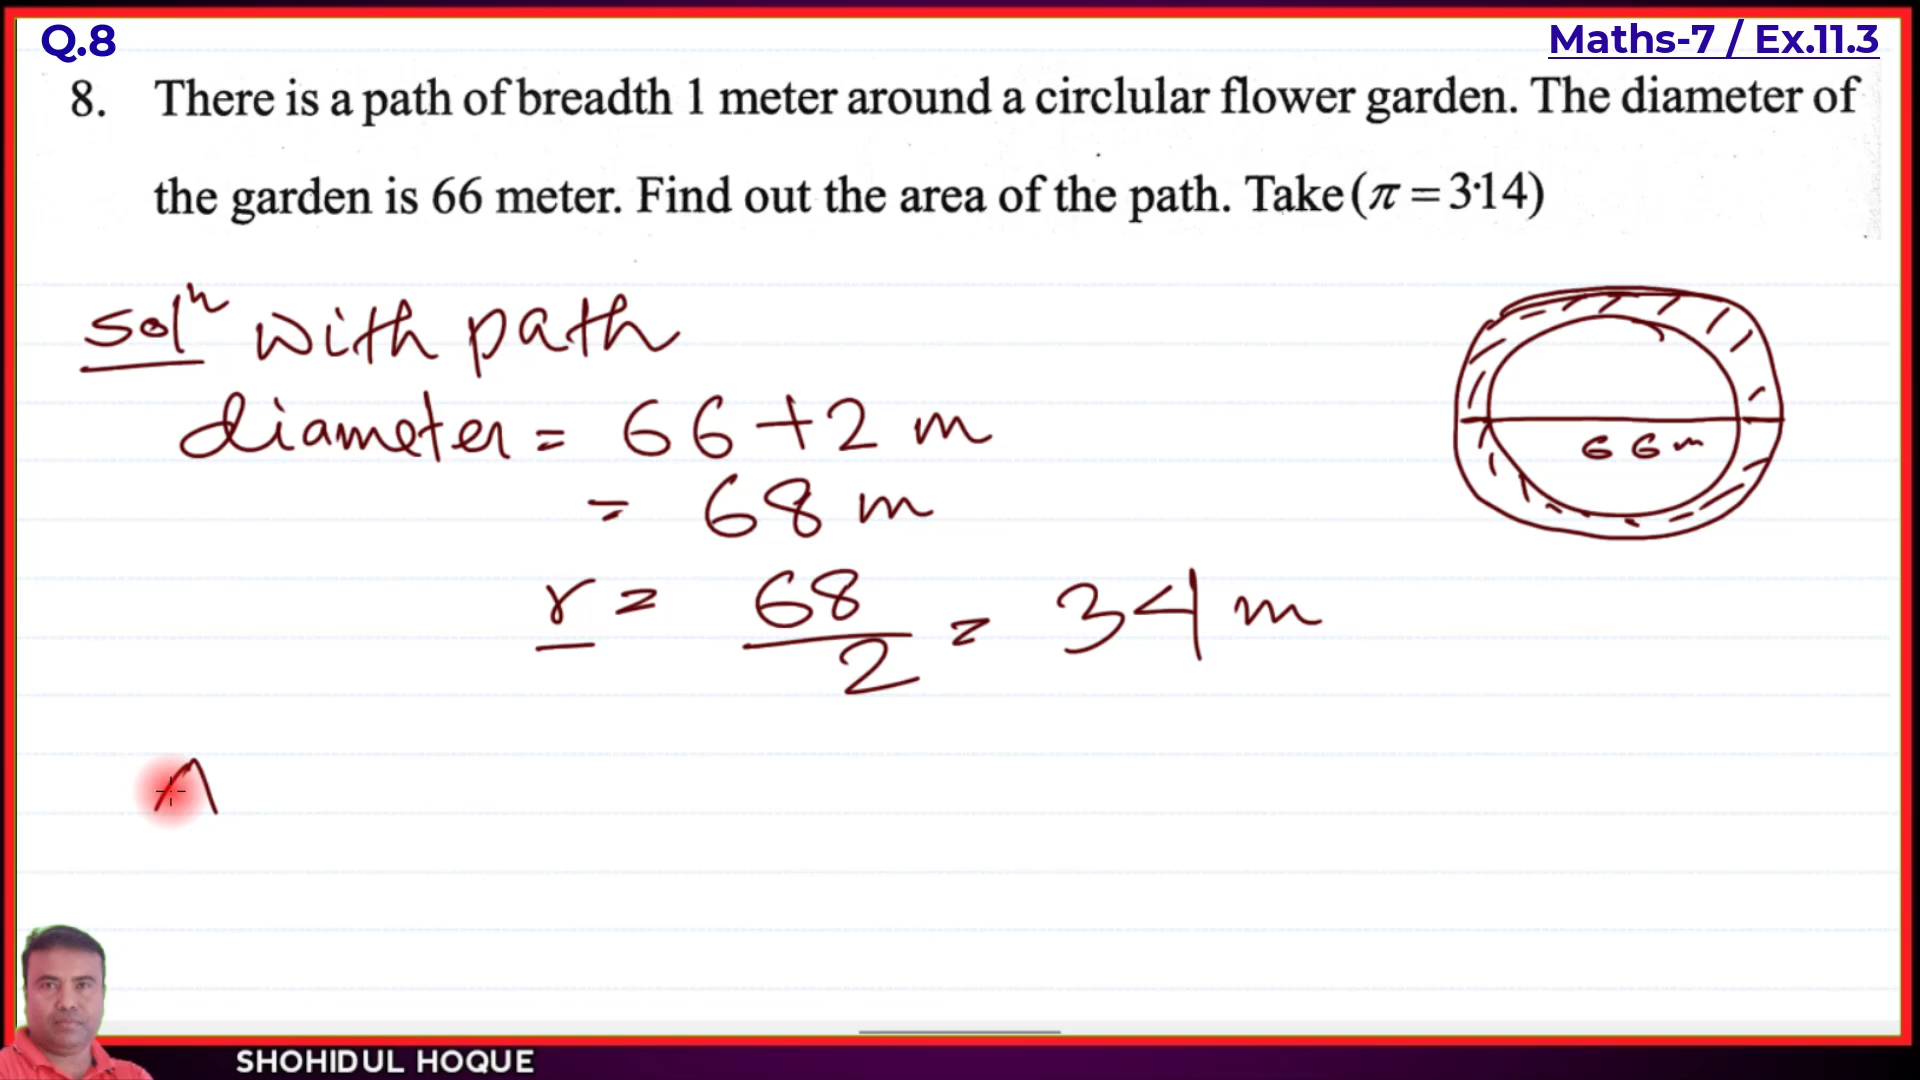 Q.8
Maths-7 / Ex.11.3
8. There is a path of breadth 1 meter around a circlular flower garden. The diameter of
the garden is 66 meter. Find out the area of the path. Take (π = 3·14)
Solⁿ with path
diameter = 66 + 2 m
= 68 m
r = 68/2 = 34 m
66 m
SHOHIDUL HOQUE